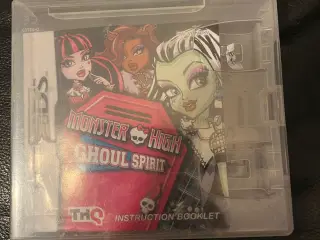 MONSTER HIGH
GHOUL SPIRIT
THQ
INSTRUCTION BOOKLET